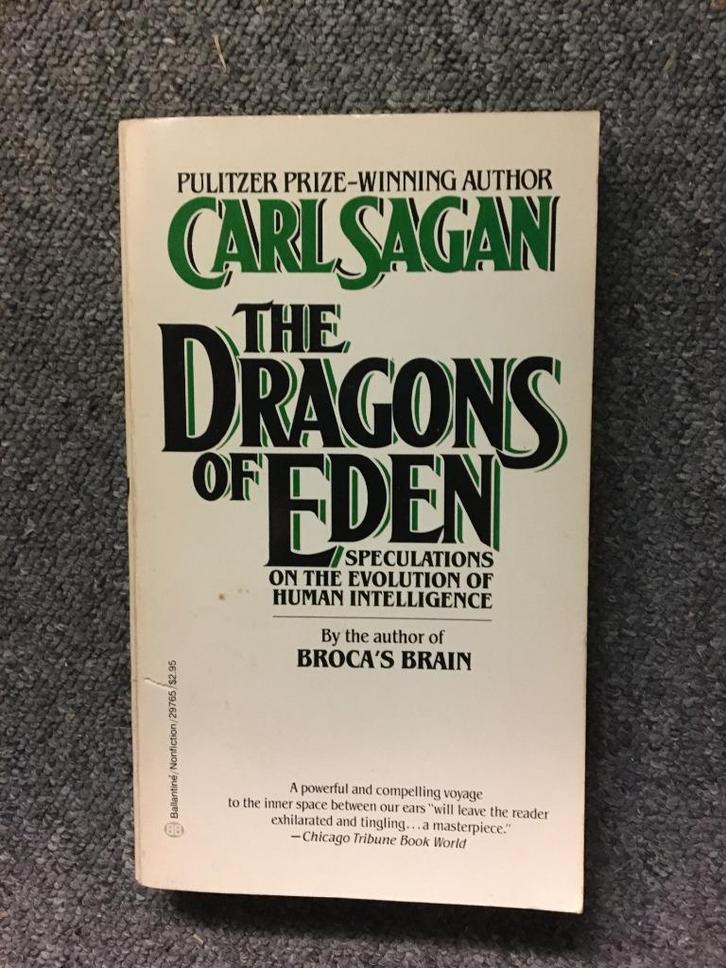 PULITZER PRIZE–WINNING AUTHOR
CARL SAGAN
THE
DRAGONS
OF EDEN
SPECULATIONS
ON THE EVOLUTION OF
HUMAN INTELLIGENCE
By the author of
BROCA'S BRAIN
A powerful and compelling voyage
to the inner space between our ears "will leave the reader
exhilarated and tingling...a masterpiece."
—Chicago Tribune Book World
BB Ballantine/Nonfiction/29765/$2.95